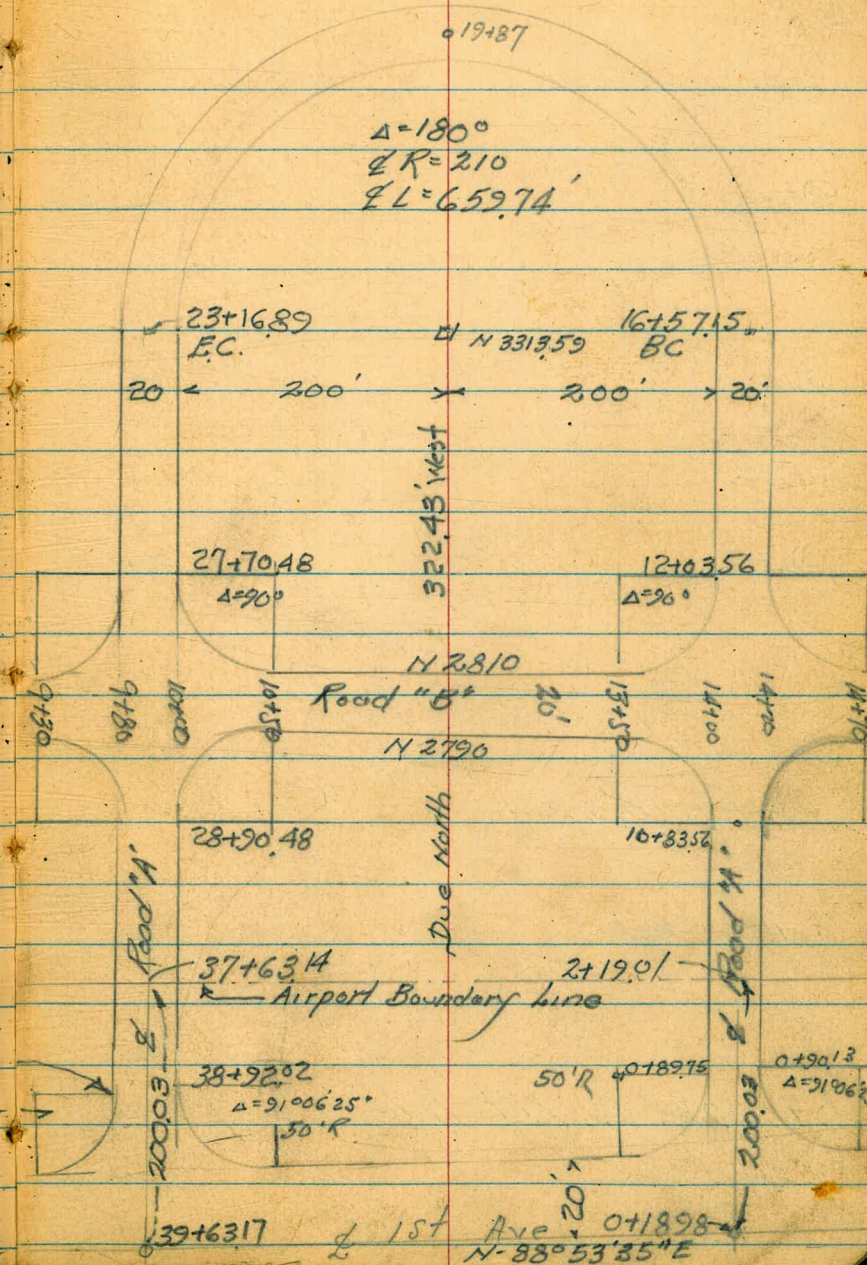 19+87
Δ=180°
℄ R=210
℄ L=659.74'
23+16.89
E.C.
16+57.15
BC
N 3313.59
20 200' 200' 20'
322.43' West
27+70.48
Δ=90°
12+03.56
Δ=90°
N 2810
Road "B"
20'
9+30
9+80
10+00
10+50
13+50
14+00
14+20
14+70
N 2790
28+90.48
10+83.56
Due North
Road "A"
Road "A"
37+63.14
2+19.01
Airport Boundary Line
℄
℄
38+92.02
Δ=91°06'25"
50'R
50'R
0+89.75
0+90.13
Δ=91°06'2
200.03
200.03
20'
39+63.17
℄ 1st Ave
0+18.98
N-88°53'35"E